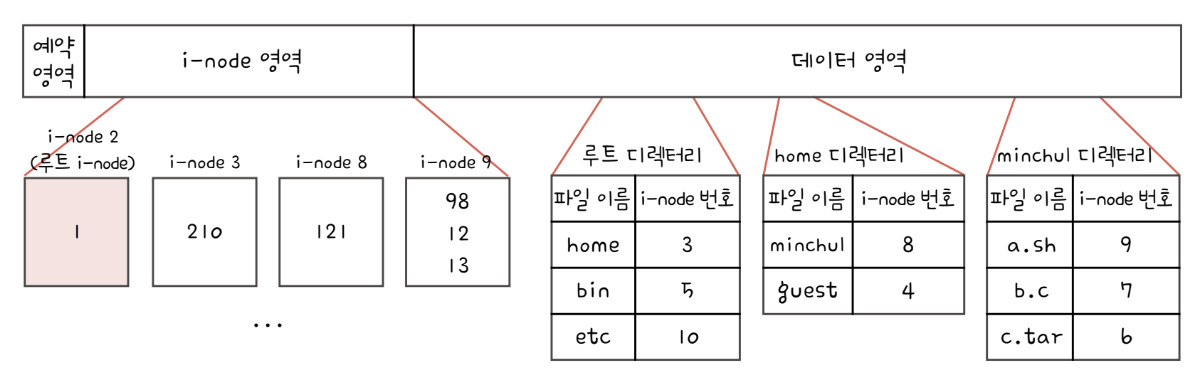 예약
영역
i-node 영역
데이터 영역
i-node 2
(루트 i-node)
i-node 3
i-node 8
i-node 9
1
210
121
98
12
13
...
루트 디렉터리
파일 이름 i-node 번호
home 3
bin 5
etc 10
home 디렉터리
파일 이름 i-node 번호
minchul 8
guest 4
minchul 디렉터리
파일 이름 i-node 번호
a.sh 9
b.c 7
c.tar 6